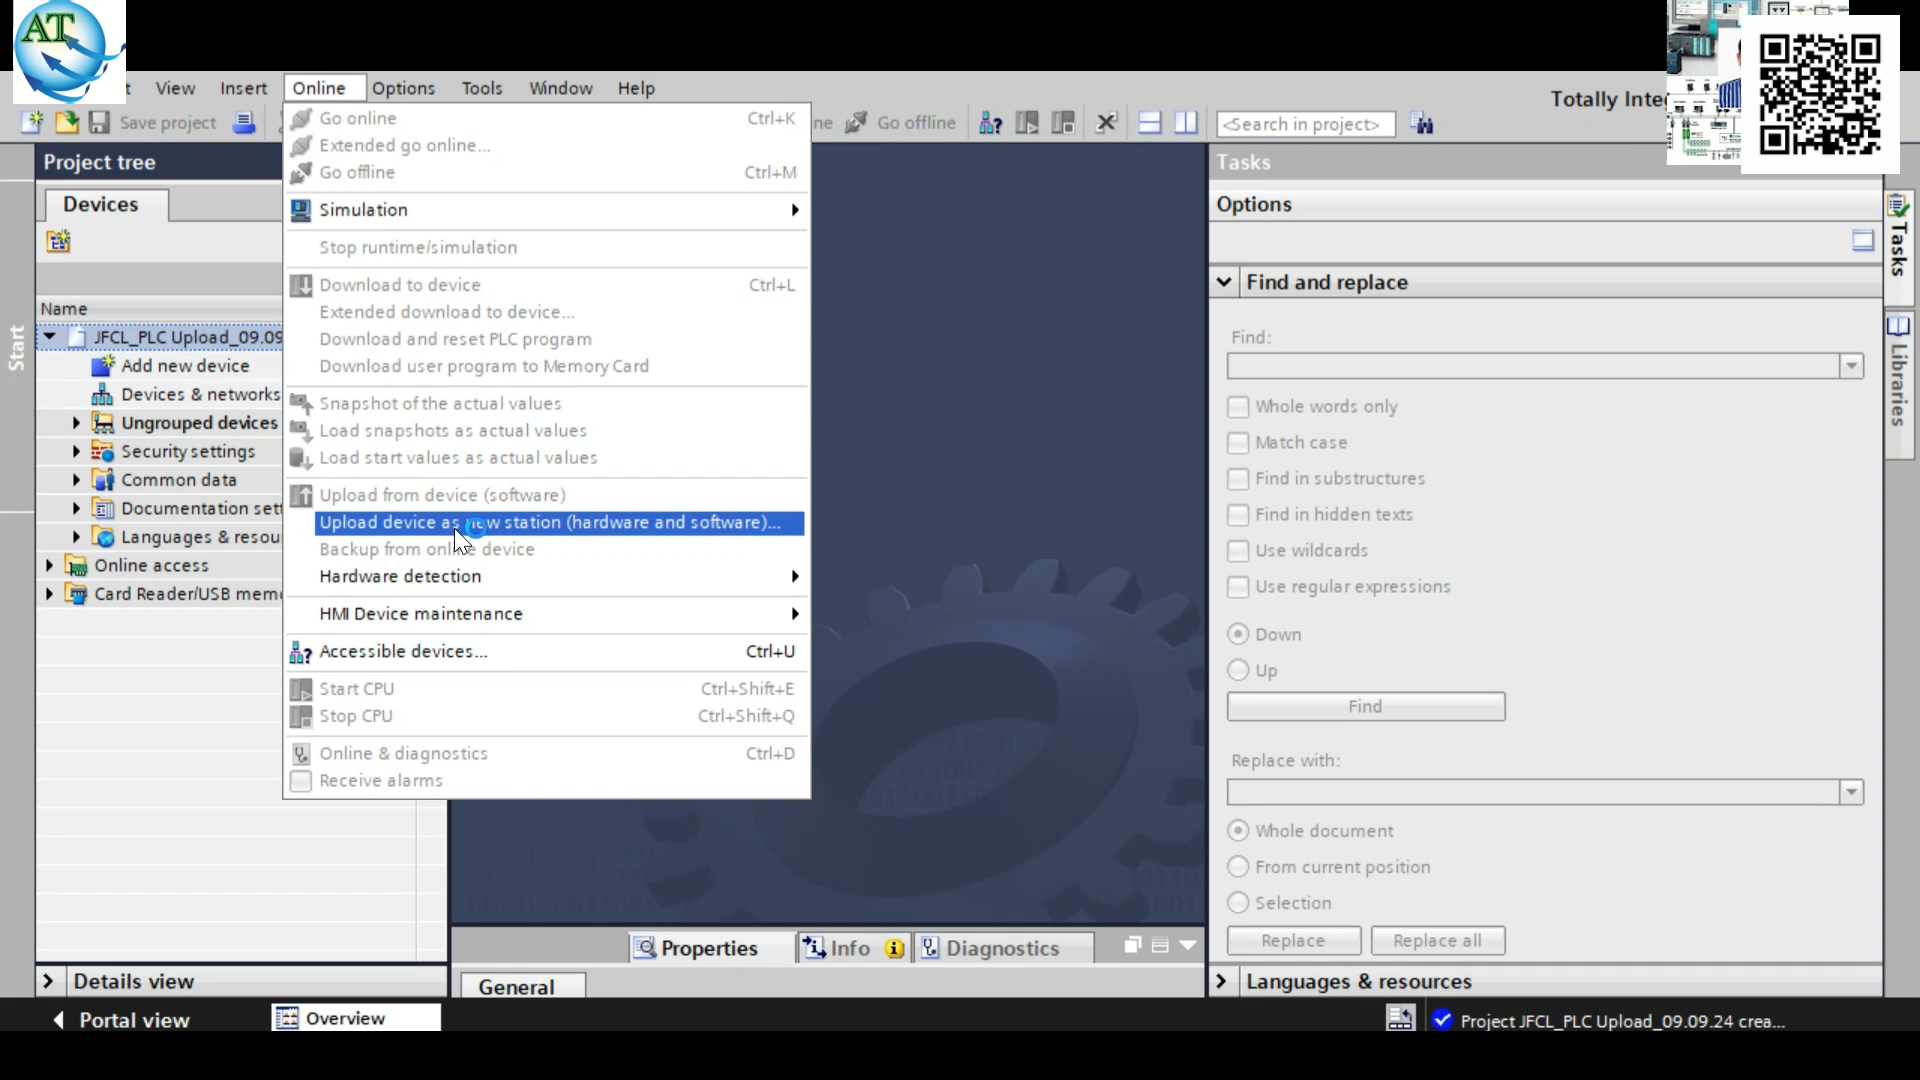 AT
t
View
Insert
Online
Options
Tools
Window
Help
Totally Inte
Save project
ne
Go offline
<Search in project>
Project tree
Devices
Name
JFCL_PLC Upload_09.09
Add new device
Devices & networks
Ungrouped devices
Security settings
Common data
Documentation sett
Languages & resou
Online access
Card Reader/USB memo
Start
Go online Ctrl+K
Extended go online...
Go offline Ctrl+M
Simulation
Stop runtime/simulation
Download to device Ctrl+L
Extended download to device...
Download and reset PLC program
Download user program to Memory Card
Snapshot of the actual values
Load snapshots as actual values
Load start values as actual values
Upload from device (software)
Upload device as new station (hardware and software)...
Backup from online device
Hardware detection
HMI Device maintenance
Accessible devices... Ctrl+U
Start CPU Ctrl+Shift+E
Stop CPU Ctrl+Shift+Q
Online & diagnostics Ctrl+D
Receive alarms
Tasks
Options
Find and replace
Find:
Whole words only
Match case
Find in substructures
Find in hidden texts
Use wildcards
Use regular expressions
Down
Up
Find
Replace with:
Whole document
From current position
Selection
Replace
Replace all
Languages & resources
Tasks
Libraries
Properties
Info
Diagnostics
General
Details view
Portal view
Overview
Project JFCL_PLC Upload_09.09.24 crea...